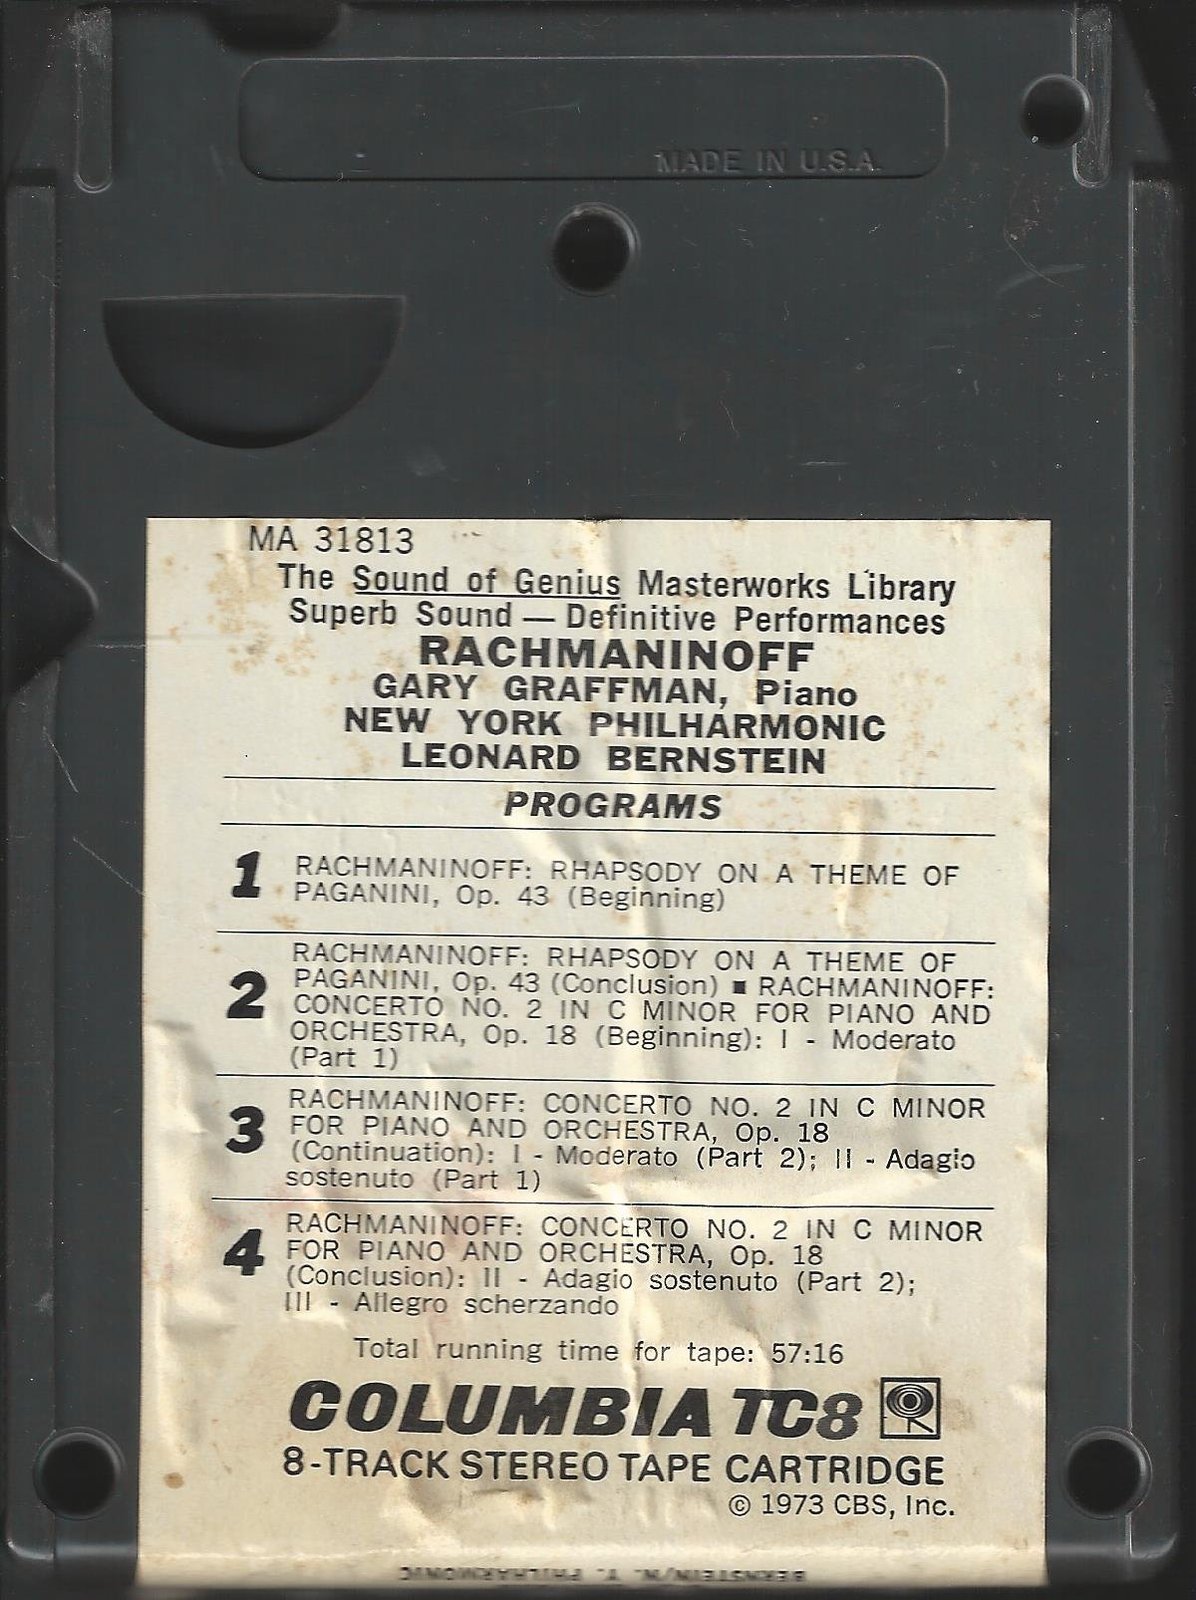 MADE IN U.S.A.
MA 31813
The Sound of Genius Masterworks Library
Superb Sound — Definitive Performances
RACHMANINOFF
GARY GRAFFMAN, Piano
NEW YORK PHILHARMONIC
LEONARD BERNSTEIN
PROGRAMS
1 RACHMANINOFF: RHAPSODY ON A THEME OF
PAGANINI, Op. 43 (Beginning)
2 RACHMANINOFF: RHAPSODY ON A THEME OF
PAGANINI, Op. 43 (Conclusion) ■ RACHMANINOFF:
CONCERTO NO. 2 IN C MINOR FOR PIANO AND
ORCHESTRA, Op. 18 (Beginning): I - Moderato
(Part 1)
3 RACHMANINOFF: CONCERTO NO. 2 IN C MINOR
FOR PIANO AND ORCHESTRA, Op. 18
(Continuation): I - Moderato (Part 2); II - Adagio
sostenuto (Part 1)
4 RACHMANINOFF: CONCERTO NO. 2 IN C MINOR
FOR PIANO AND ORCHESTRA, Op. 18
(Conclusion): II - Adagio sostenuto (Part 2);
III - Allegro scherzando
Total running time for tape: 57:16
COLUMBIA TC8
8-TRACK STEREO TAPE CARTRIDGE
© 1973 CBS, Inc.
BERNSTEIN/N. Y. PHILHARMONIC